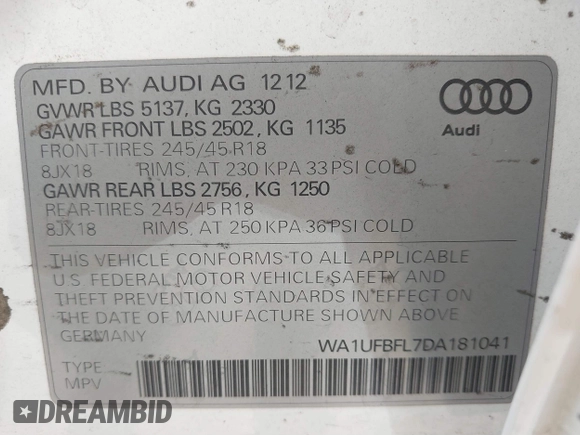 MFD. BY AUDI AG 12 12
GVWR LBS 5137, KG 2330
GAWR FRONT LBS 2502, KG 1135
FRONT-TIRES 245/45 R18
8JX18 RIMS, AT 230 KPA 33 PSI COLD
GAWR REAR LBS 2756, KG 1250
REAR-TIRES 245/45 R18
8JX18 RIMS, AT 250 KPA 36 PSI COLD
Audi
THIS VEHICLE CONFORMS TO ALL APPLICABLE
U.S. FEDERAL MOTOR VEHICLE SAFETY AND
THEFT PREVENTION STANDARDS IN EFFECT ON
THE DATE OF MANUFACTURE SHOWN ABOVE.
GERMANY
WA1UFBFL7DA181041
TYPE
MPV
DREAMBID